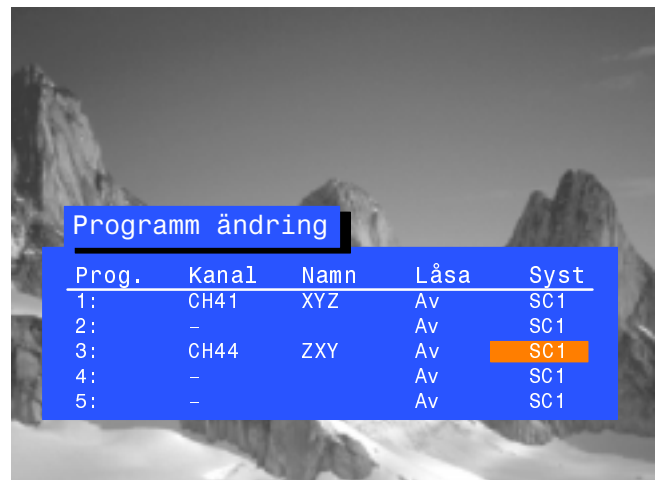 Programm ändring
Prog. Kanal Namn Låsa Syst
1: CH41 XYZ Av SC1
2: – Av SC1
3: CH44 ZXY Av SC1
4: – Av SC1
5: – Av SC1